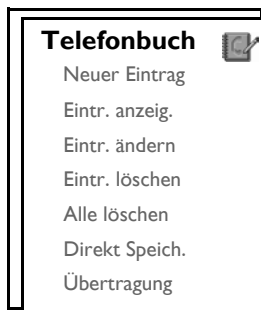 Telefonbuch
Neuer Eintrag
Eintr. anzeig.
Eintr. ändern
Eintr. löschen
Alle löschen
Direkt Speich.
Übertragung